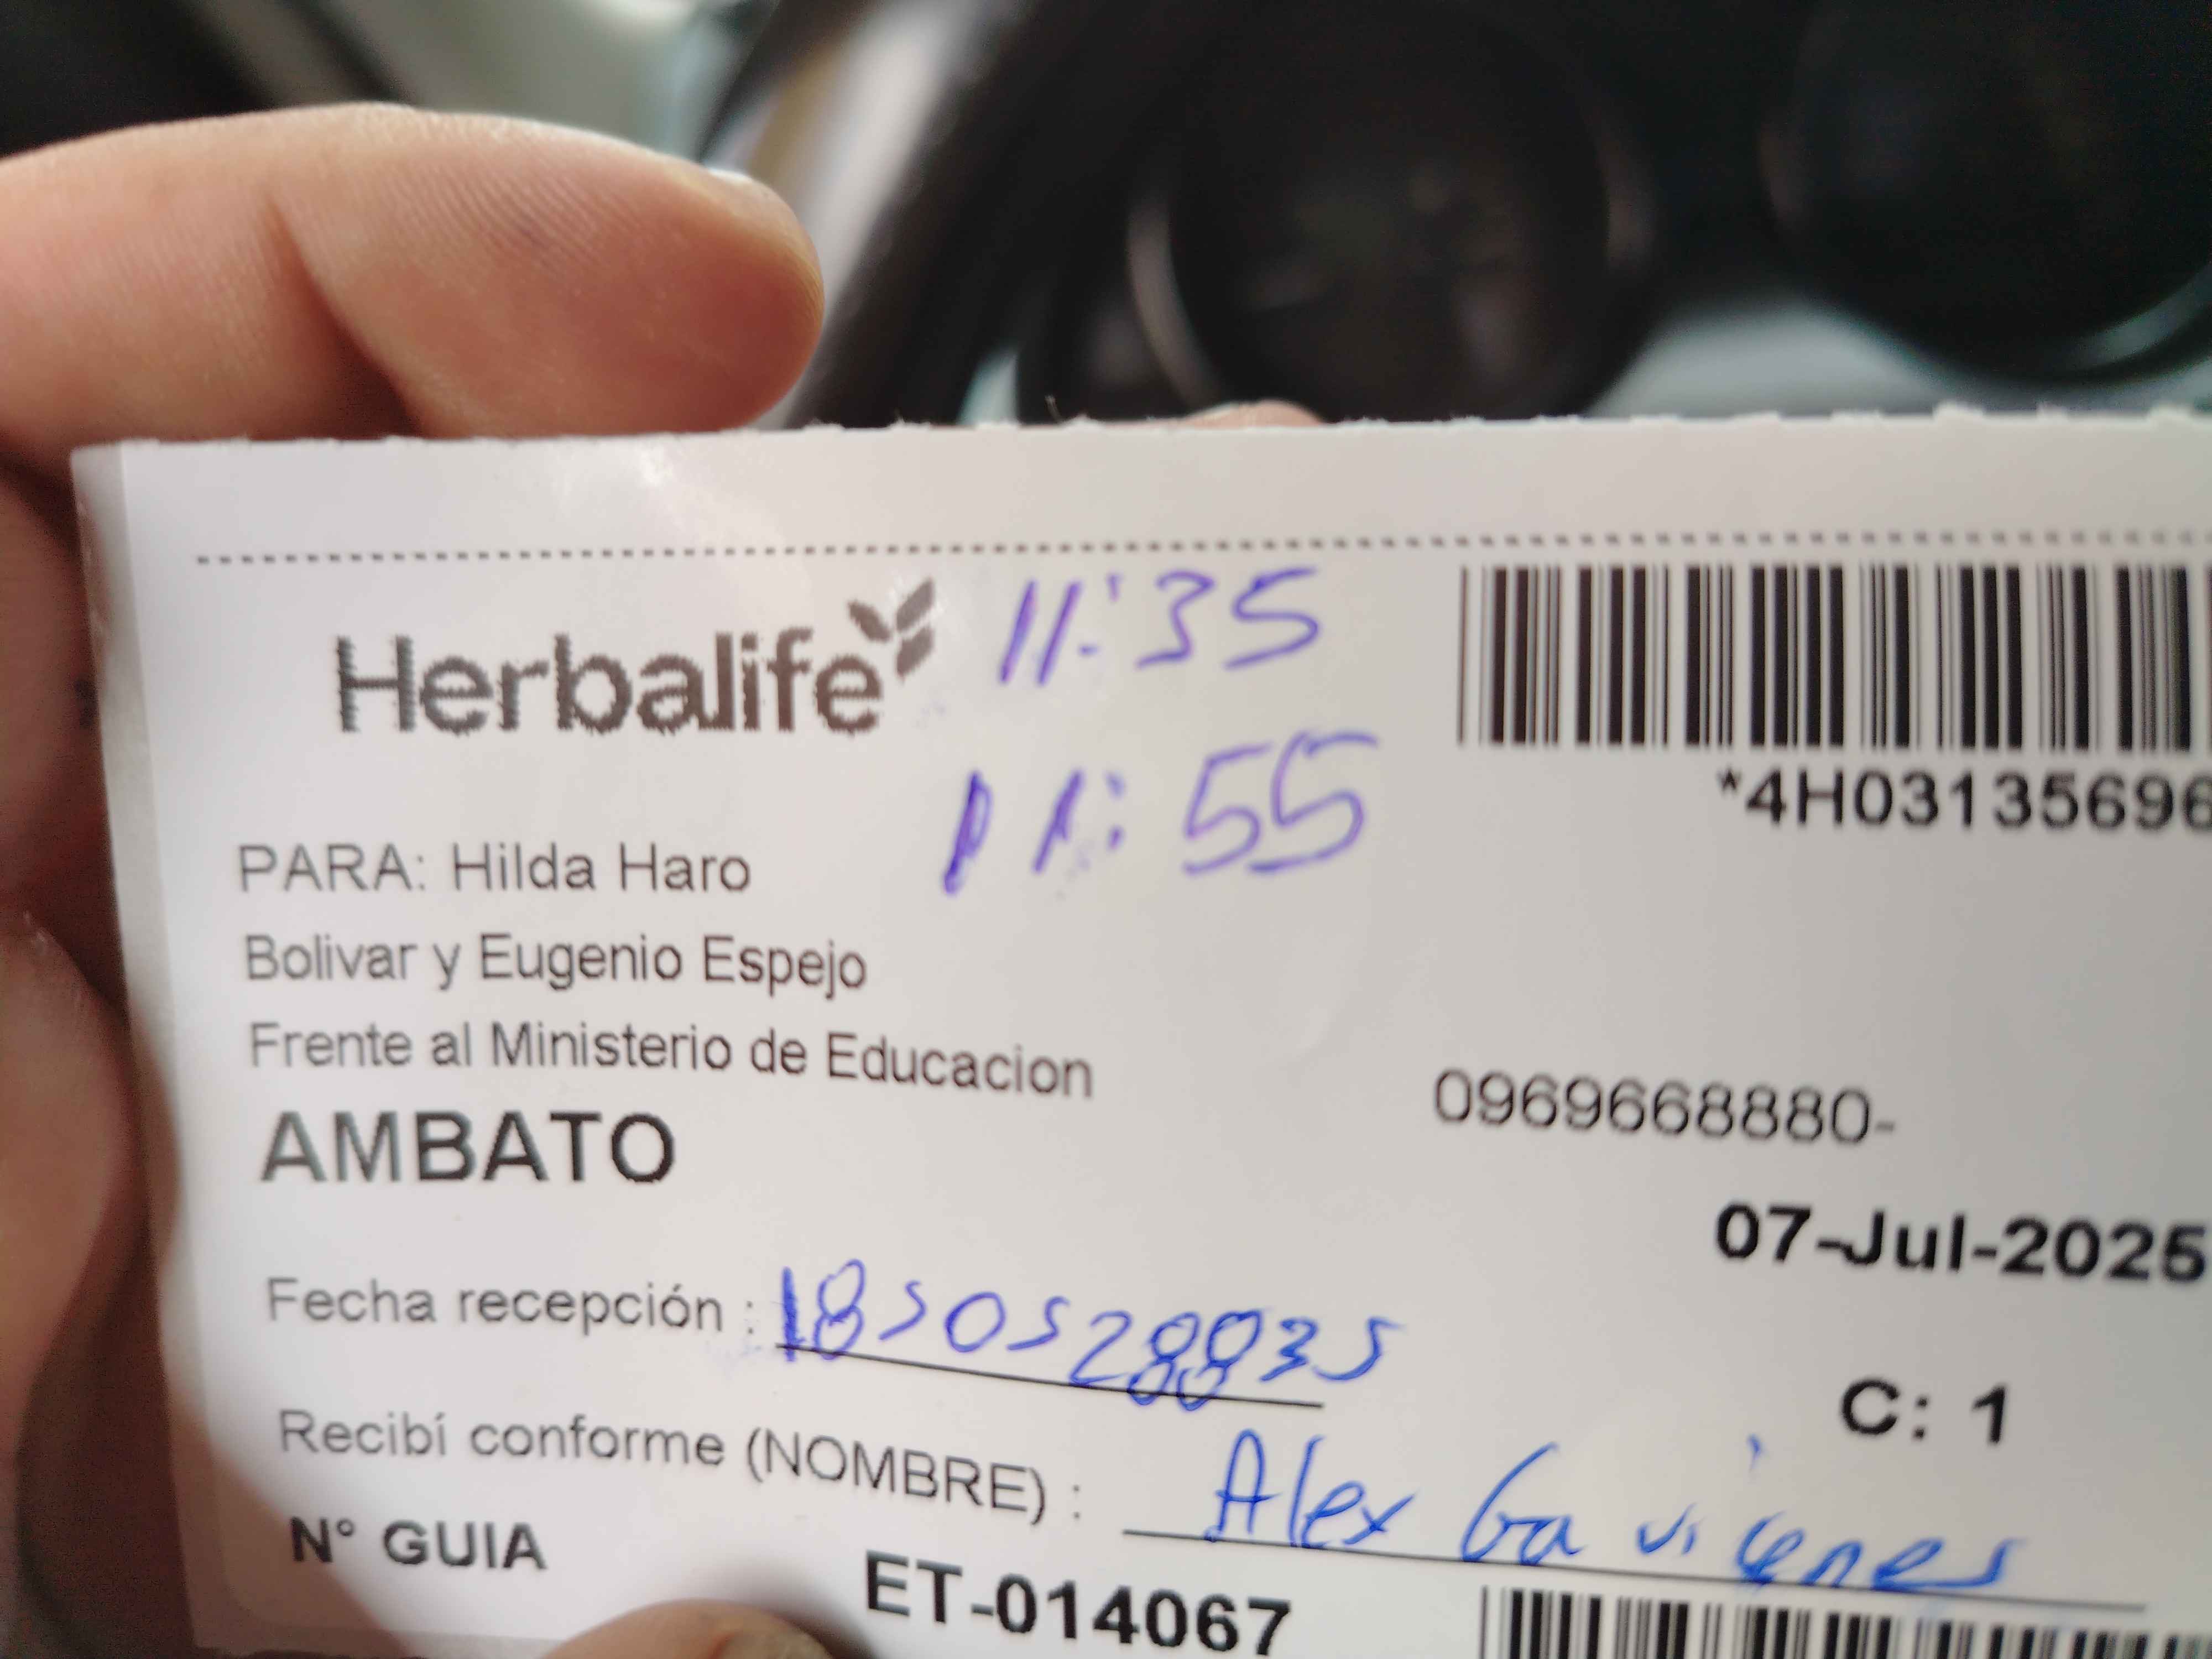 Herbalife 11:35
11:55
*4H03135696
PARA: Hilda Haro
Bolivar y Eugenio Espejo
Frente al Ministerio de Educacion
0969668880-
AMBATO
07-Jul-2025
Fecha recepción : 1850528835
C: 1
Recibí conforme (NOMBRE) : Alex
N° GUIA ET-014067